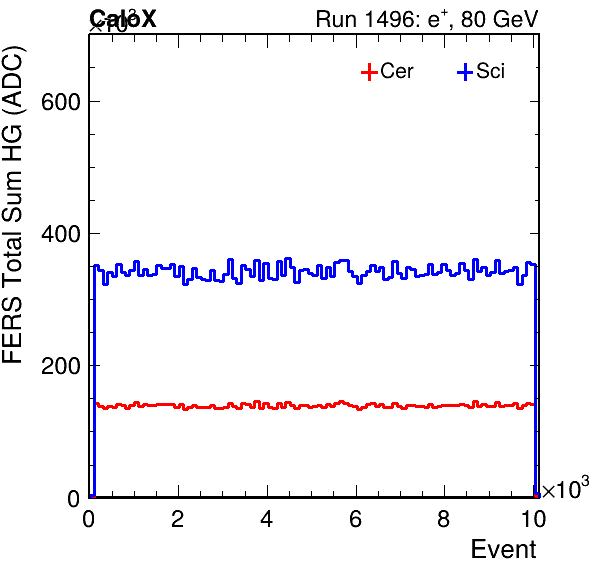 CaloX
×10³
Run 1496: e⁺, 80 GeV
FERS Total Sum HG (ADC)
Cer
Sci
600
400
200
0
0 2 4 6 8 10
×10³
Event